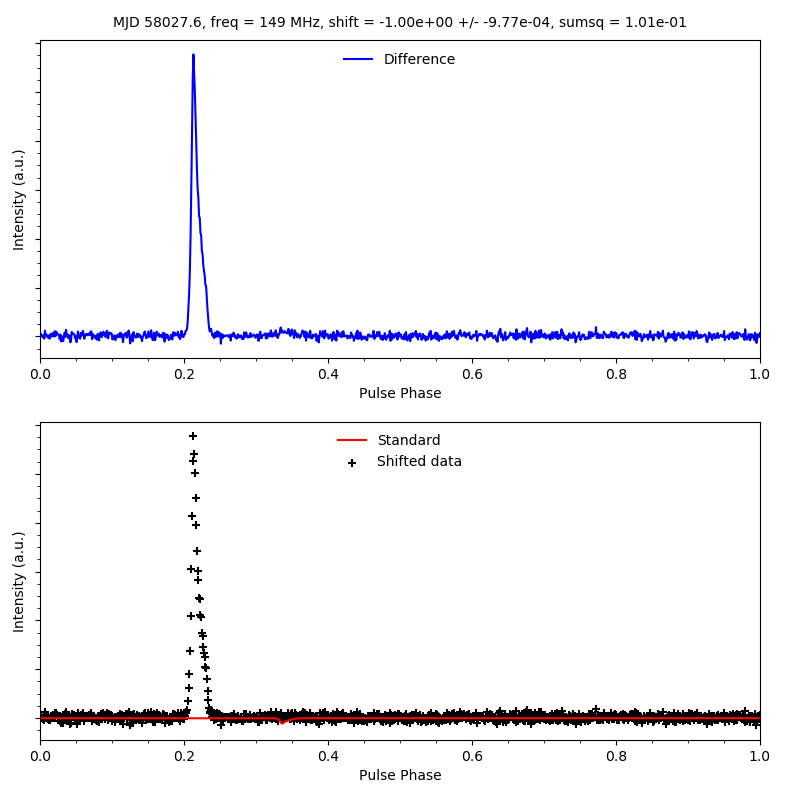 MJD 58027.6, freq = 149 MHz, shift = -1.00e+00 +/- -9.77e-04, sumsq = 1.01e-01
Difference
Intensity (a.u.)
0.0 0.2 0.4 0.6 0.8 1.0
Pulse Phase
Standard
Shifted data
Intensity (a.u.)
0.0 0.2 0.4 0.6 0.8 1.0
Pulse Phase